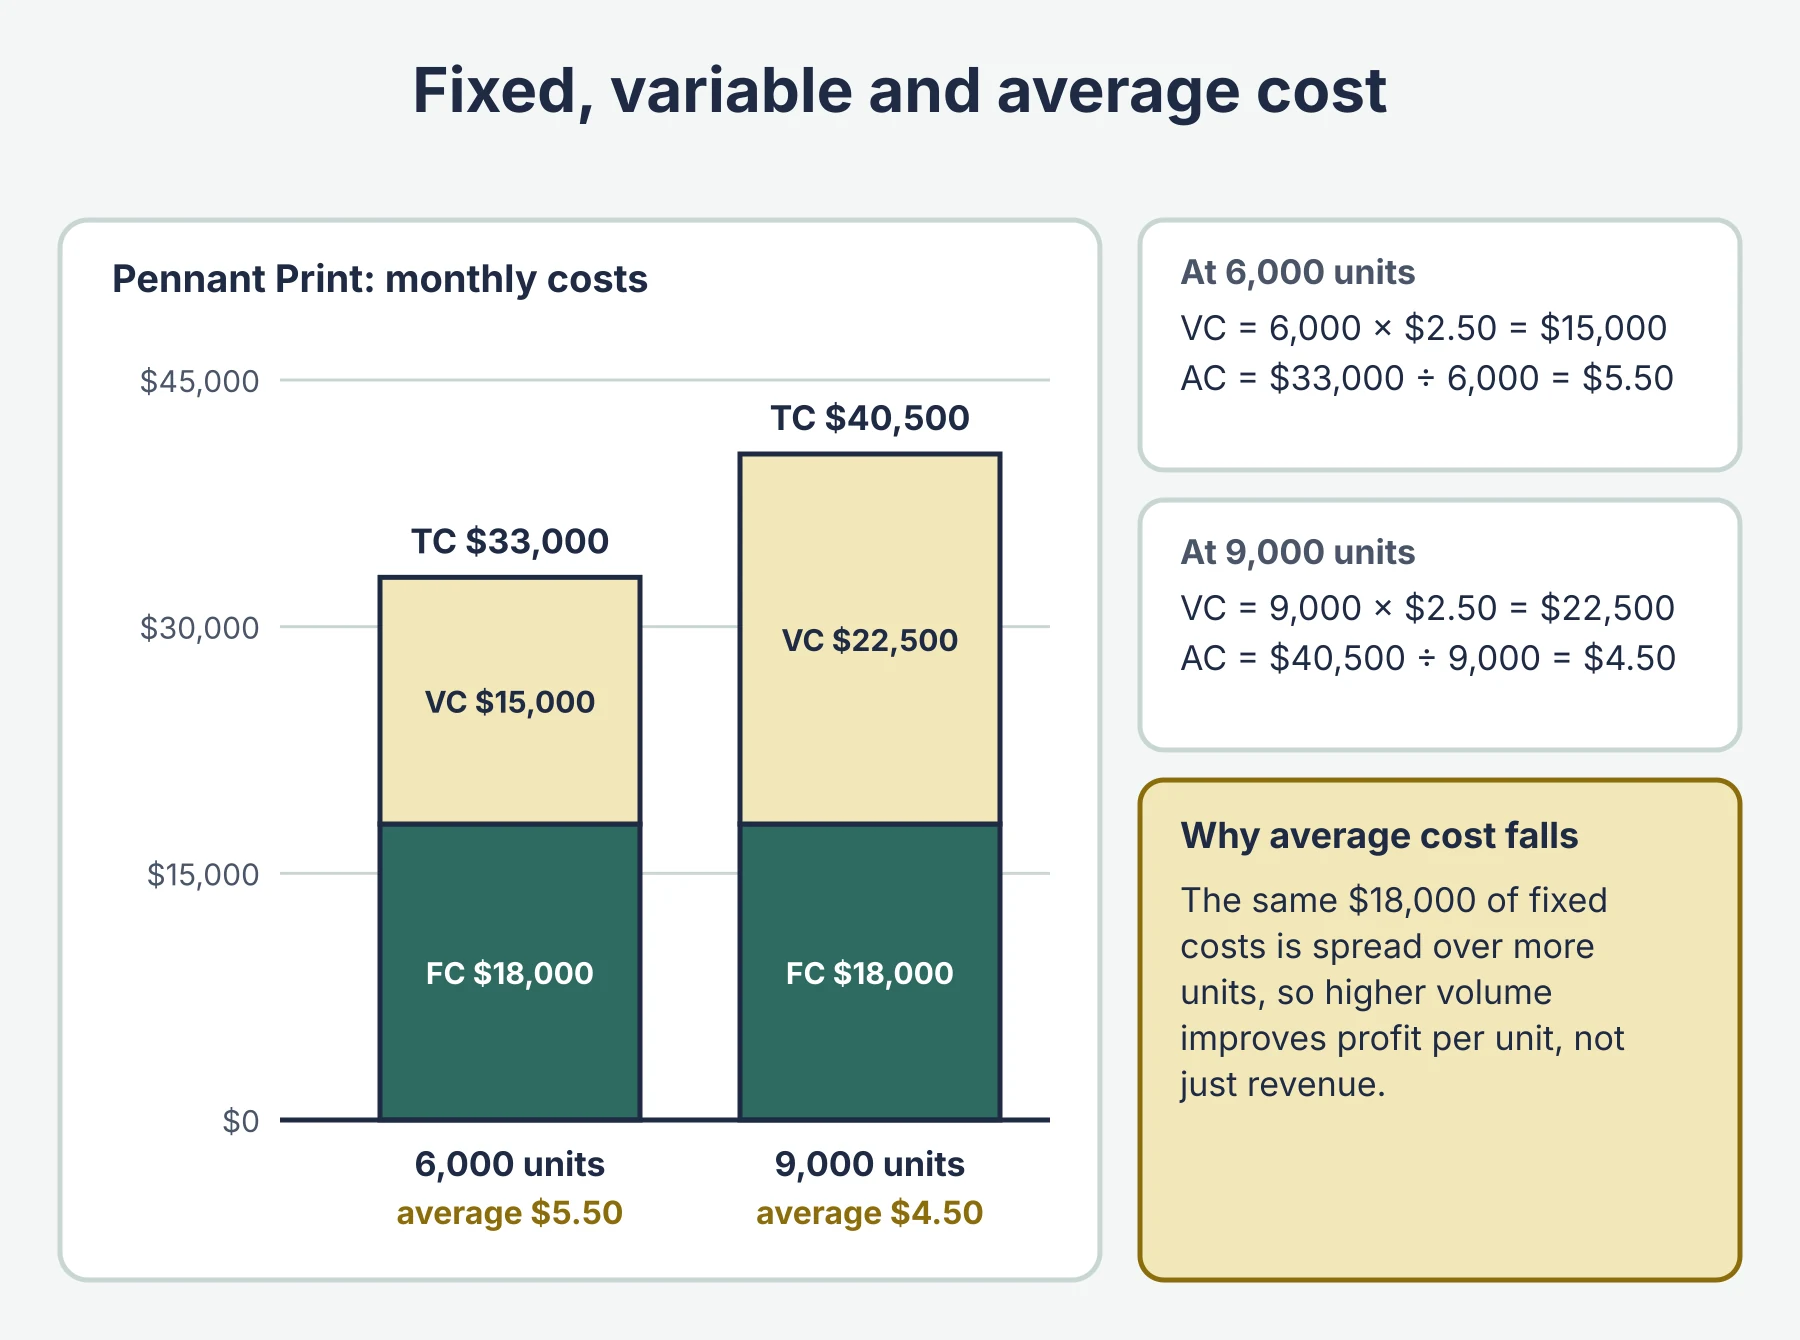 Fixed, variable and average cost
Pennant Print: monthly costs
$45,000
TC $40,500
TC $33,000
$30,000
VC $22,500
VC $15,000
$15,000
FC $18,000
FC $18,000
$0
6,000 units
9,000 units
average $5.50
average $4.50
At 6,000 units
VC = 6,000 × $2.50 = $15,000
AC = $33,000 ÷ 6,000 = $5.50
At 9,000 units
VC = 9,000 × $2.50 = $22,500
AC = $40,500 ÷ 9,000 = $4.50
Why average cost falls
The same $18,000 of fixed
costs is spread over more
units, so higher volume
improves profit per unit, not
just revenue.